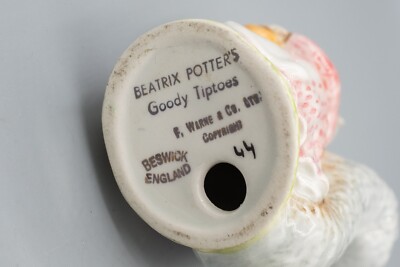 BEATRIX POTTER'S
Goody Tiptoes
F. WARNE & CO. LTD.
COPYRIGHT
BESWICK
ENGLAND
44